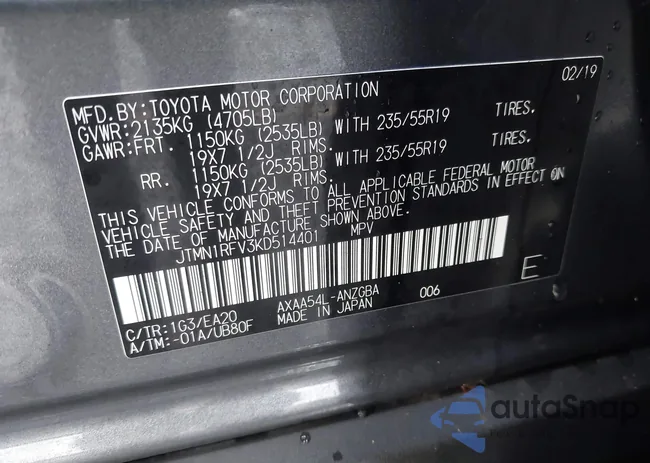 02/19
MFD. BY: TOYOTA MOTOR CORPORATION
GVWR: 2135KG (4705LB)
GAWR: FRT. 1150KG (2535LB) WITH 235/55R19 TIRES.
19X7 1/2J RIMS.
RR. 1150KG (2535LB) WITH 235/55R19 TIRES.
19X7 1/2J RIMS.
THIS VEHICLE CONFORMS TO ALL APPLICABLE FEDERAL MOTOR
VEHICLE SAFETY AND THEFT PREVENTION STANDARDS IN EFFECT ON
THE DATE OF MANUFACTURE SHOWN ABOVE.
JTMN1RFV3KD514401 MPV
E
C/TR: 1G3/EA20 AXAA54L-ANZGBA 006
A/TM: -01A/UB80F MADE IN JAPAN
autoSnap